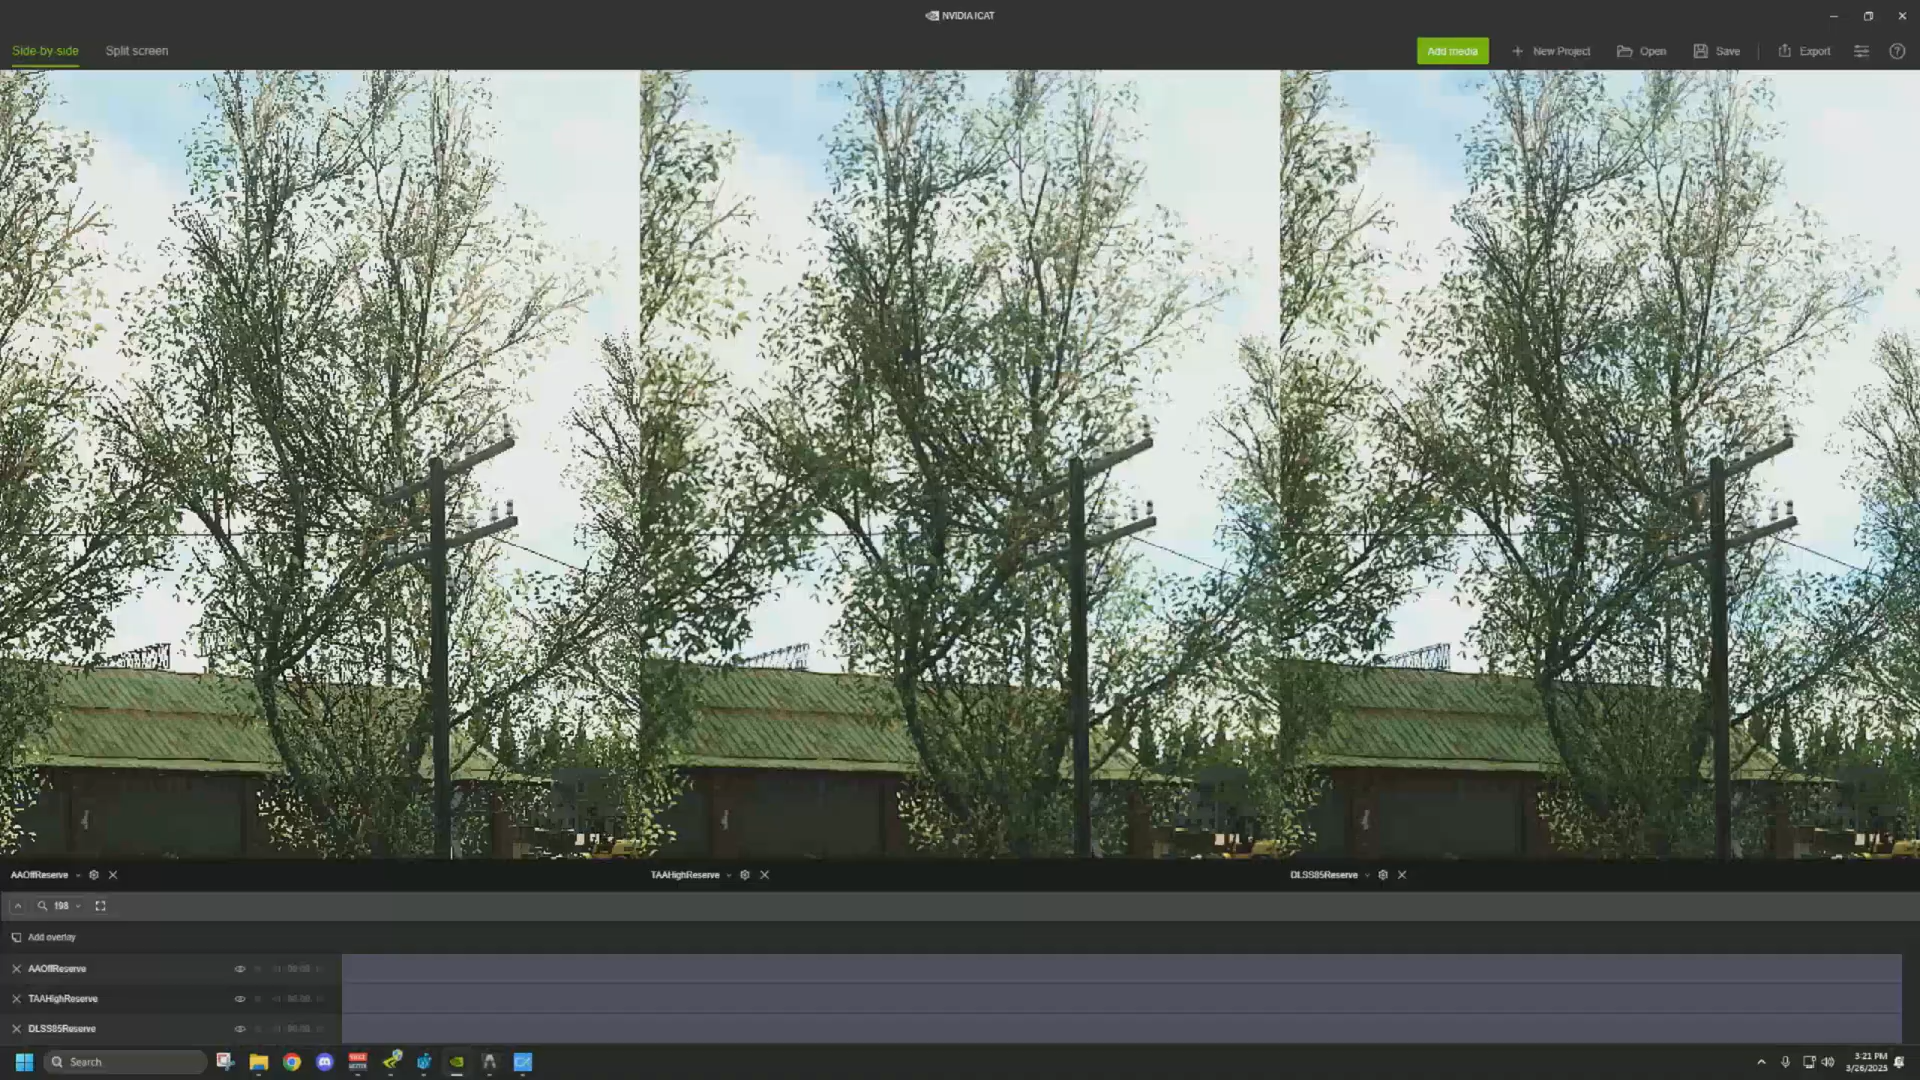 NVIDIA ICAT
Side-by-side
Split screen
Add media
New Project
Open
Save
Export
AAOffReserve
TAAHighReserve
DLSS85Reserve
198
Add overlay
AAOffReserve
TAAHighReserve
DLSS85Reserve
Search
3:21 PM
3/26/2025